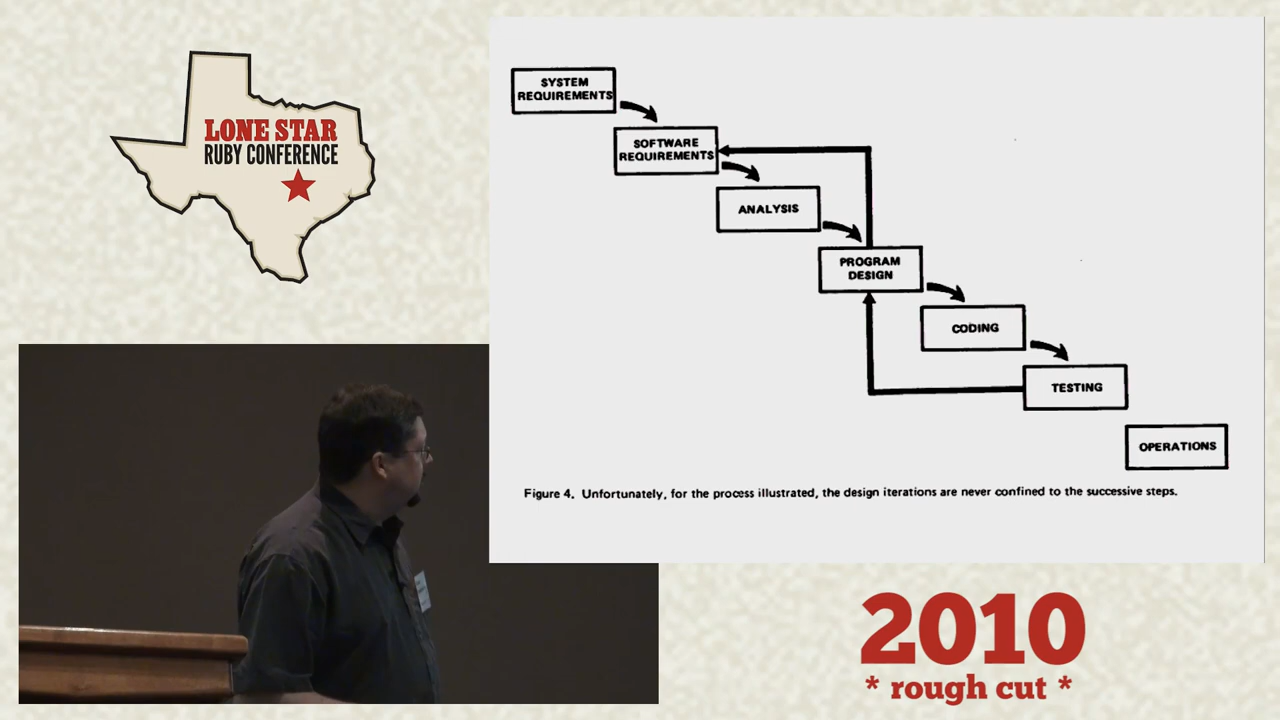 LONE STAR
RUBY CONFERENCE
SYSTEM
REQUIREMENTS
SOFTWARE
REQUIREMENTS
ANALYSIS
PROGRAM
DESIGN
CODING
TESTING
OPERATIONS
Figure 4. Unfortunately, for the process illustrated, the design iterations are never confined to the successive steps.
2010
* rough cut *